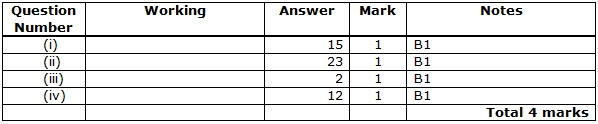 Question Number Working Answer Mark Notes
(i) 15 1 B1
(ii) 23 1 B1
(iii) 2 1 B1
(iv) 12 1 B1
Total 4 marks